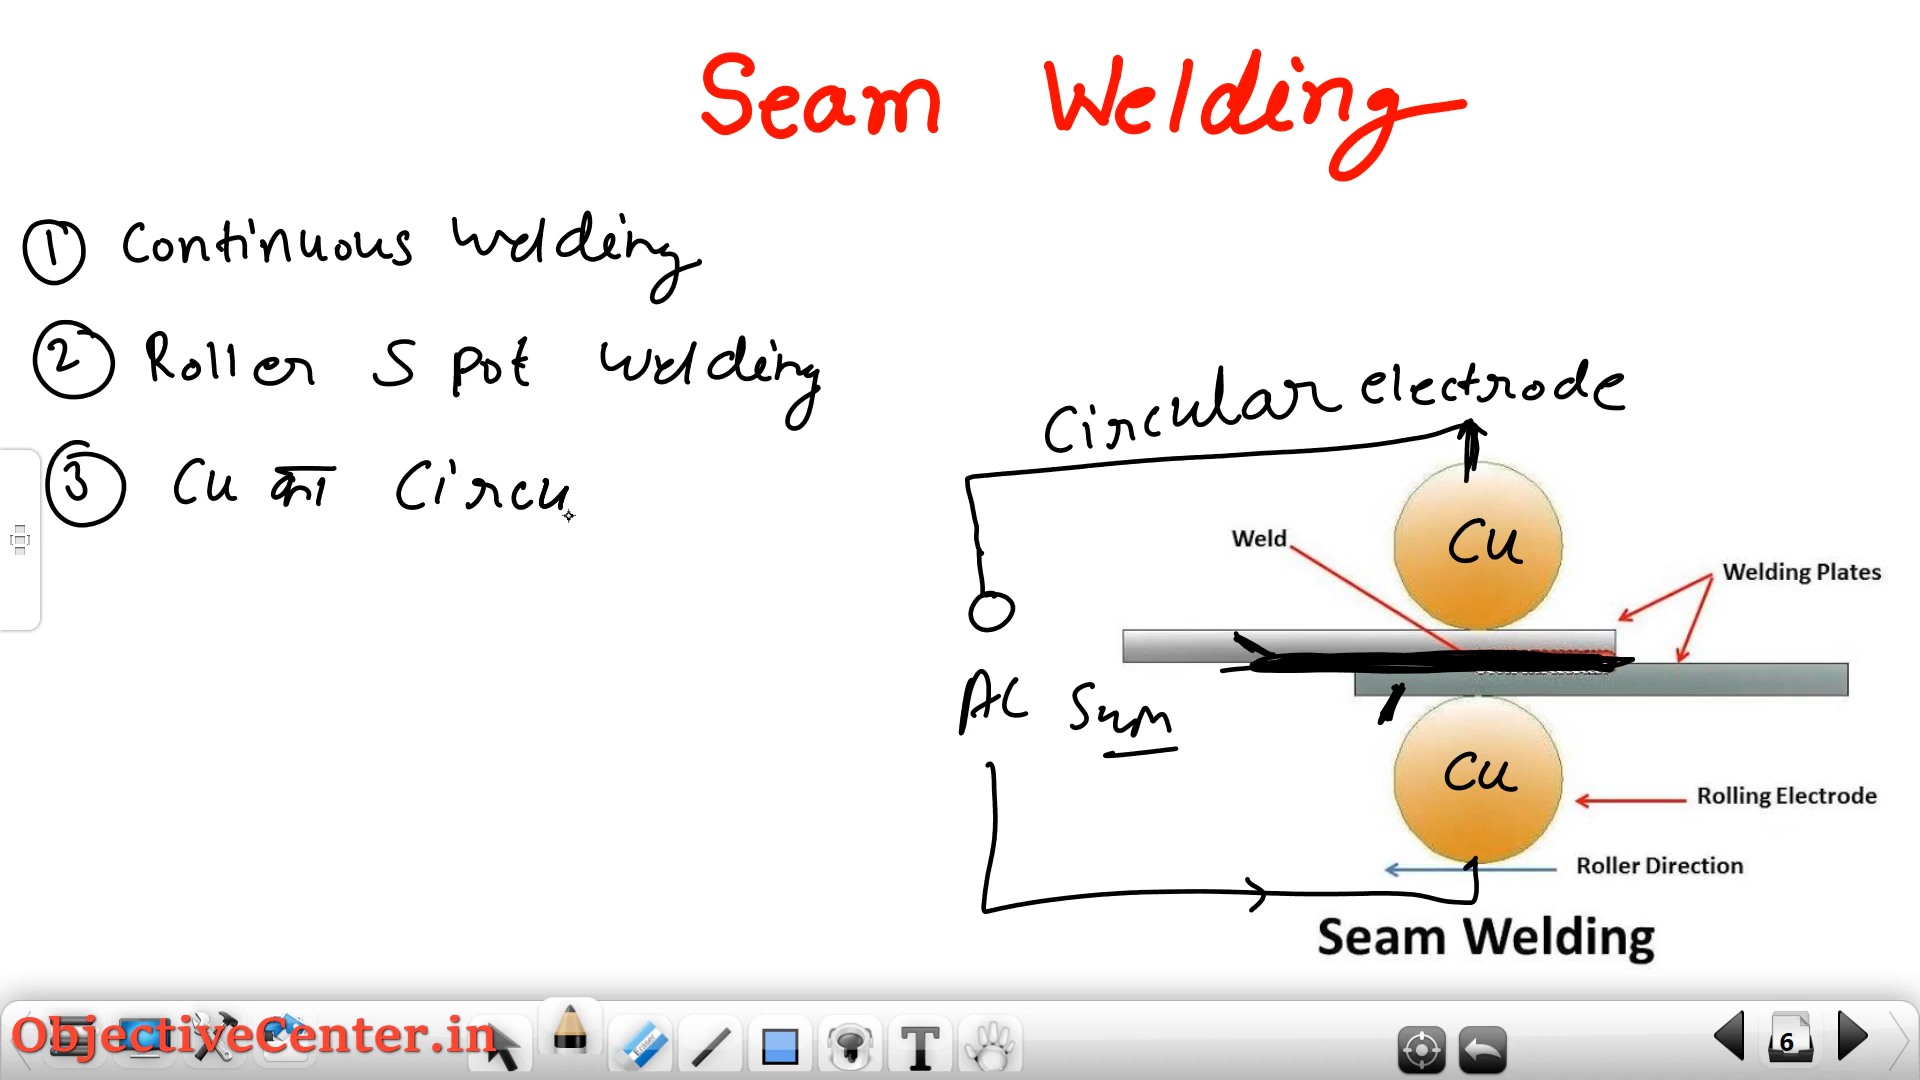 Seam Welding
① Continuous welding
② Roller Spot welding
③ Cu का Circu
Circular electrode
Cu
Weld
Welding Plates
AC
Cu
Rolling Electrode
Roller Direction
Seam Welding
ObjectiveCenter.in
T
6